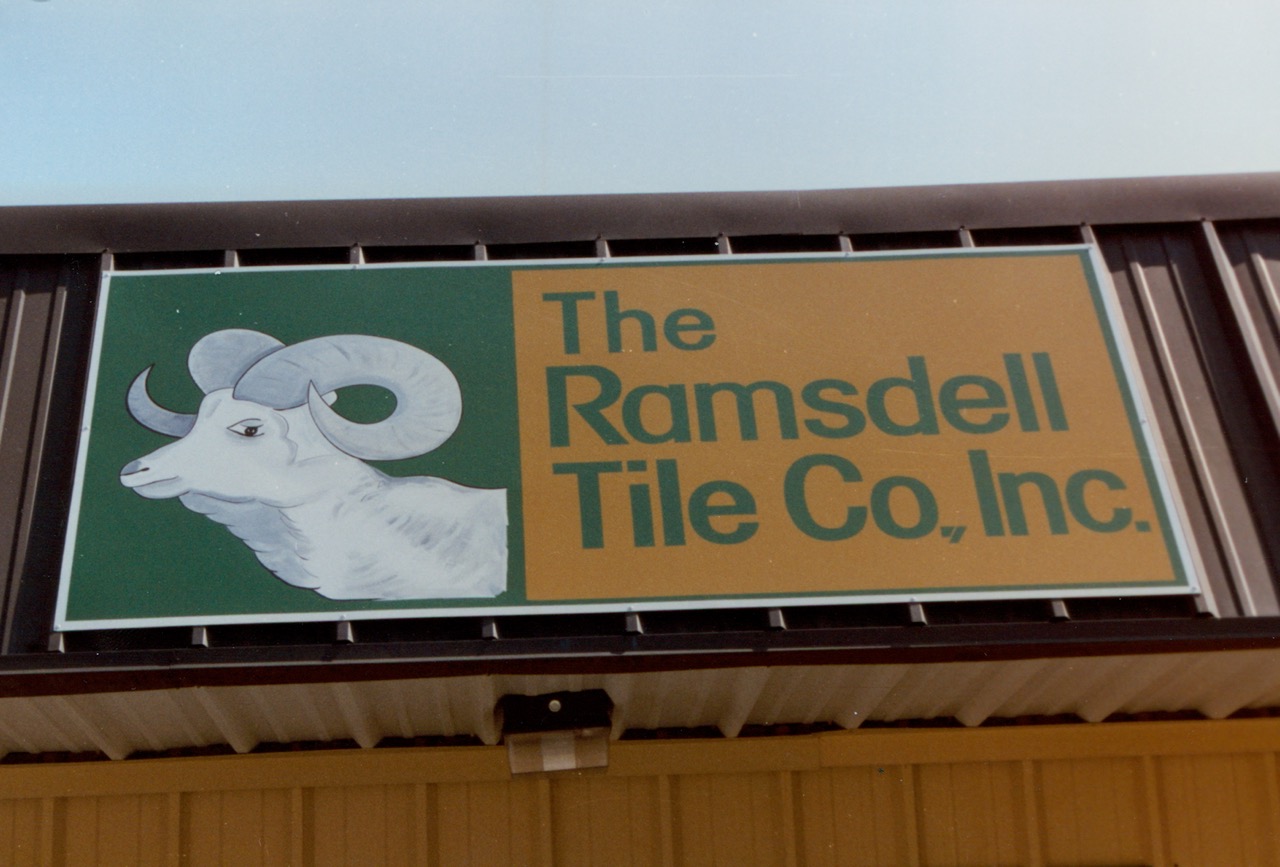 The
Ramsdell
Tile Co., Inc.